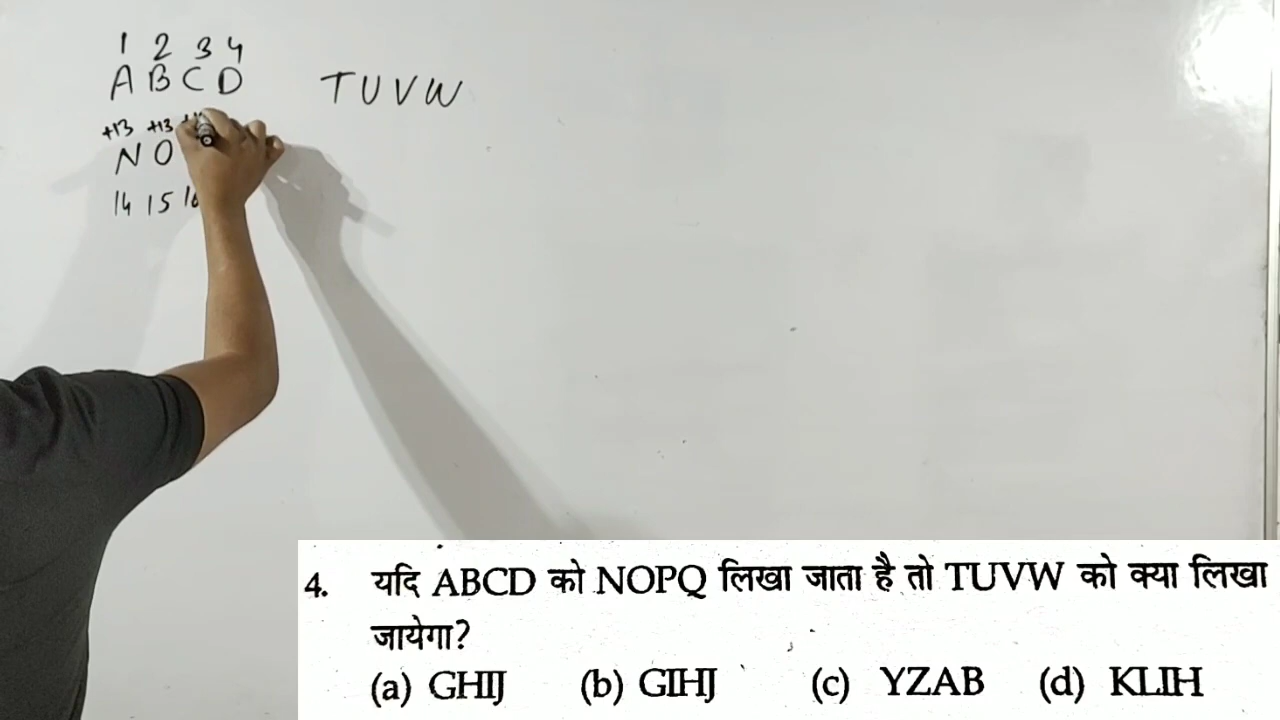 1 2 3 4
A B C D T U V W
+13 +13
N O
14 15
4. यदि ABCD को NOPQ लिखा जाता है तो TUVW को क्या लिखा
जायेगा?
(a) GHIJ (b) GIHJ (c) YZAB (d) KLIH